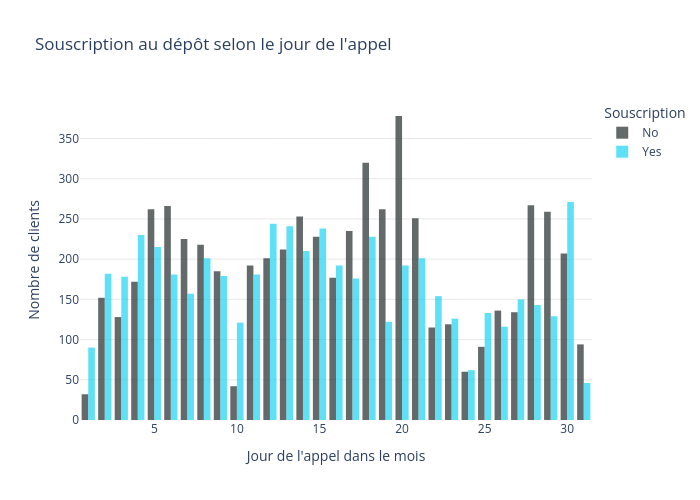 Souscription au dépôt selon le jour de l'appel
Souscription
No
Yes
Nombre de clients
350
300
250
200
150
100
50
0
5
10
15
20
25
30
Jour de l'appel dans le mois